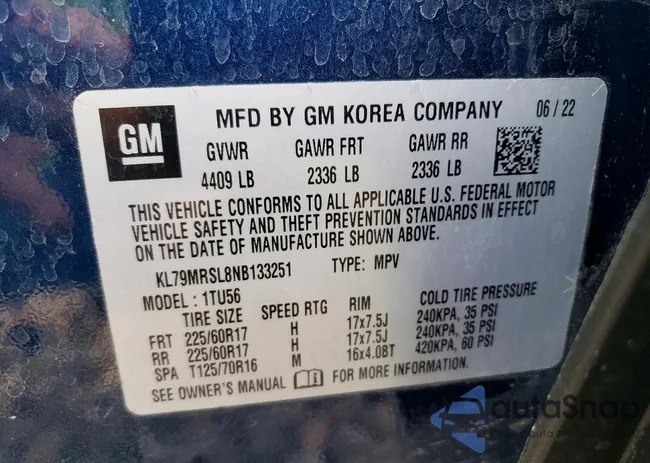 GM
MFD BY GM KOREA COMPANY 06 / 22
GVWR GAWR FRT GAWR RR
4409 LB 2336 LB 2336 LB
THIS VEHICLE CONFORMS TO ALL APPLICABLE U.S. FEDERAL MOTOR
VEHICLE SAFETY AND THEFT PREVENTION STANDARDS IN EFFECT
ON THE DATE OF MANUFACTURE SHOWN ABOVE.
KL79MRSL8NB133251 TYPE: MPV
MODEL : 1TU56
TIRE SIZE SPEED RTG RIM COLD TIRE PRESSURE
FRT 225/60R17 H 17x7.5J 240KPA, 35 PSI
RR 225/60R17 H 17x7.5J 240KPA, 35 PSI
SPA T125/70R16 M 16x4.0BT 420KPA, 60 PSI
SEE OWNER'S MANUAL FOR MORE INFORMATION.
autoSnap
auto parts